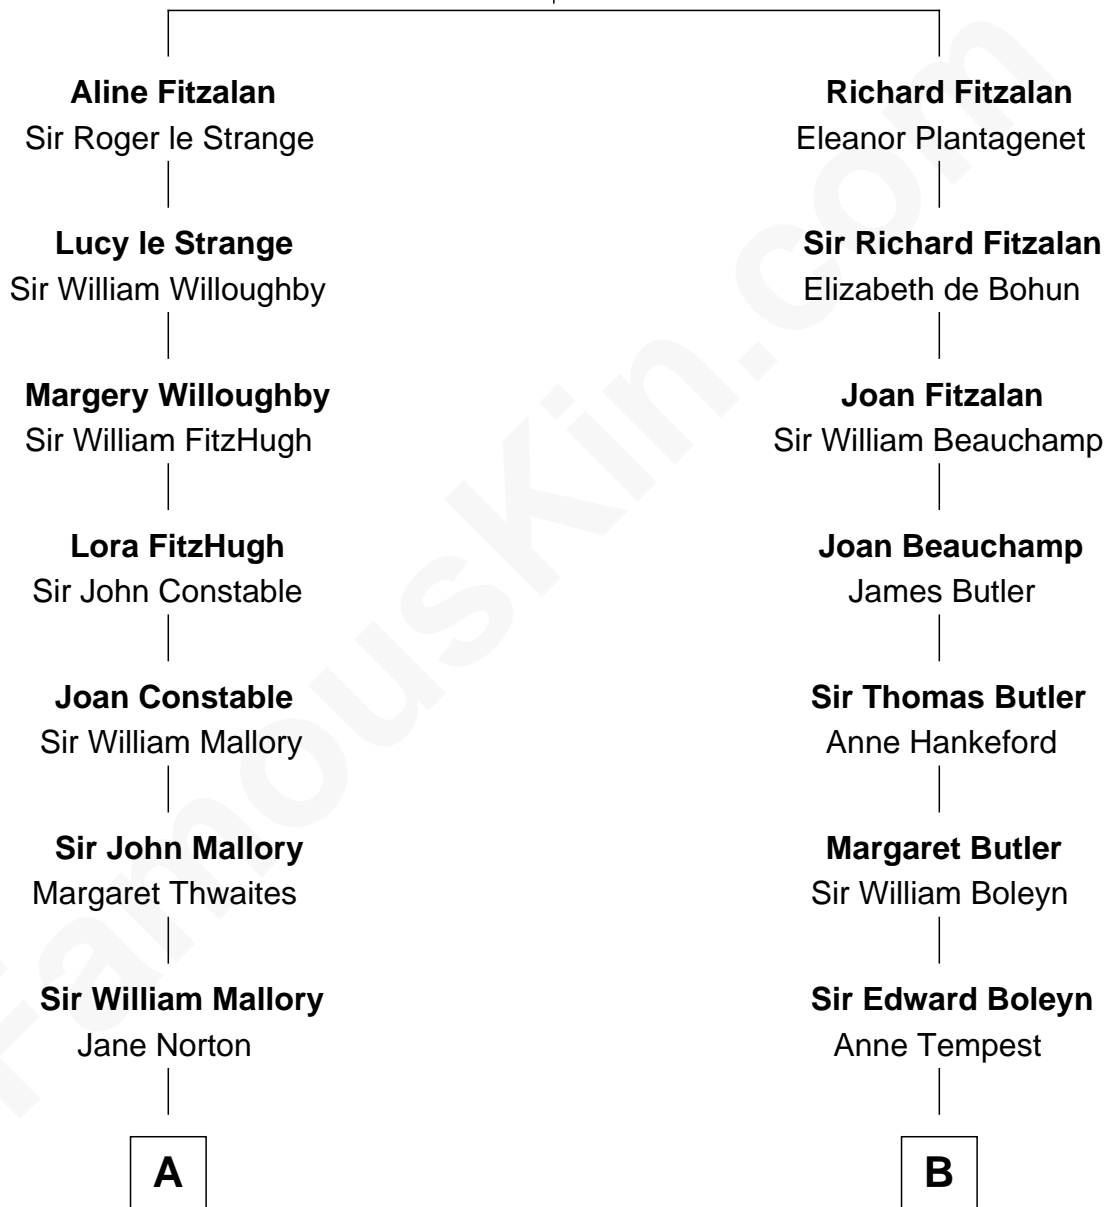 Aline Fitzalan
Sir Roger le Strange
Lucy le Strange
Sir William Willoughby
Margery Willoughby
Sir William FitzHugh
Lora FitzHugh
Sir John Constable
Joan Constable
Sir William Mallory
Sir John Mallory
Margaret Thwaites
Sir William Mallory
Jane Norton
A
Richard Fitzalan
Eleanor Plantagenet
Sir Richard Fitzalan
Elizabeth de Bohun
Joan Fitzalan
Sir William Beauchamp
Joan Beauchamp
James Butler
Sir Thomas Butler
Anne Hankeford
Margaret Butler
Sir William Boleyn
Sir Edward Boleyn
Anne Tempest
B
FamousKin.com